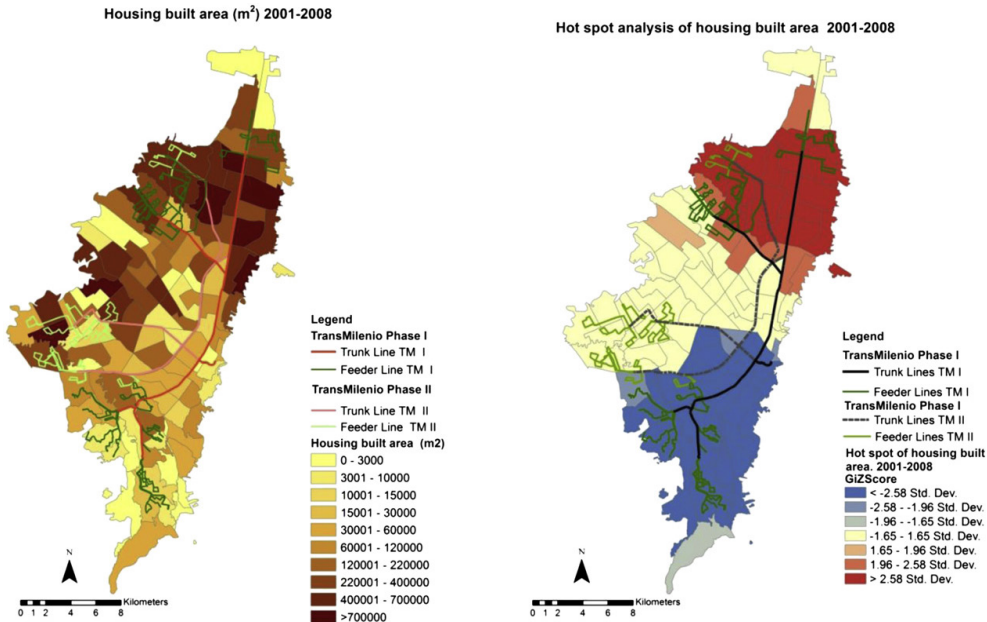 Housing built area (m²) 2001-2008
Legend
TransMilenio Phase I
Trunk Line TM I
Feeder Line TM I
TransMilenio Phase II
Trunk Line TM II
Feeder Line TM II
Housing built area (m2)
0 - 3000
3001 - 10000
10001 - 15000
15001 - 30000
30001 - 60000
60001 - 120000
120001 - 220000
220001 - 400000
400001 - 700000
>700000
N
Kilometers
0 1 2 4 6 8
Hot spot analysis of housing built area 2001-2008
Legend
TransMilenio Phase I
Trunk Lines TM I
Feeder Lines TM I
TransMilenio Phase I
Trunk Lines TM II
Feeder Lines TM II
Hot spot of housing built
area. 2001-2008
GiZScore
< -2.58 Std. Dev.
-2.58 - -1.96 Std. Dev.
-1.96 - -1.65 Std. Dev.
-1.65 - 1.65 Std. Dev.
1.65 - 1.96 Std. Dev.
1.96 - 2.58 Std. Dev.
> 2.58 Std. Dev.
N
Kilometers
0 1 2 4 6 8